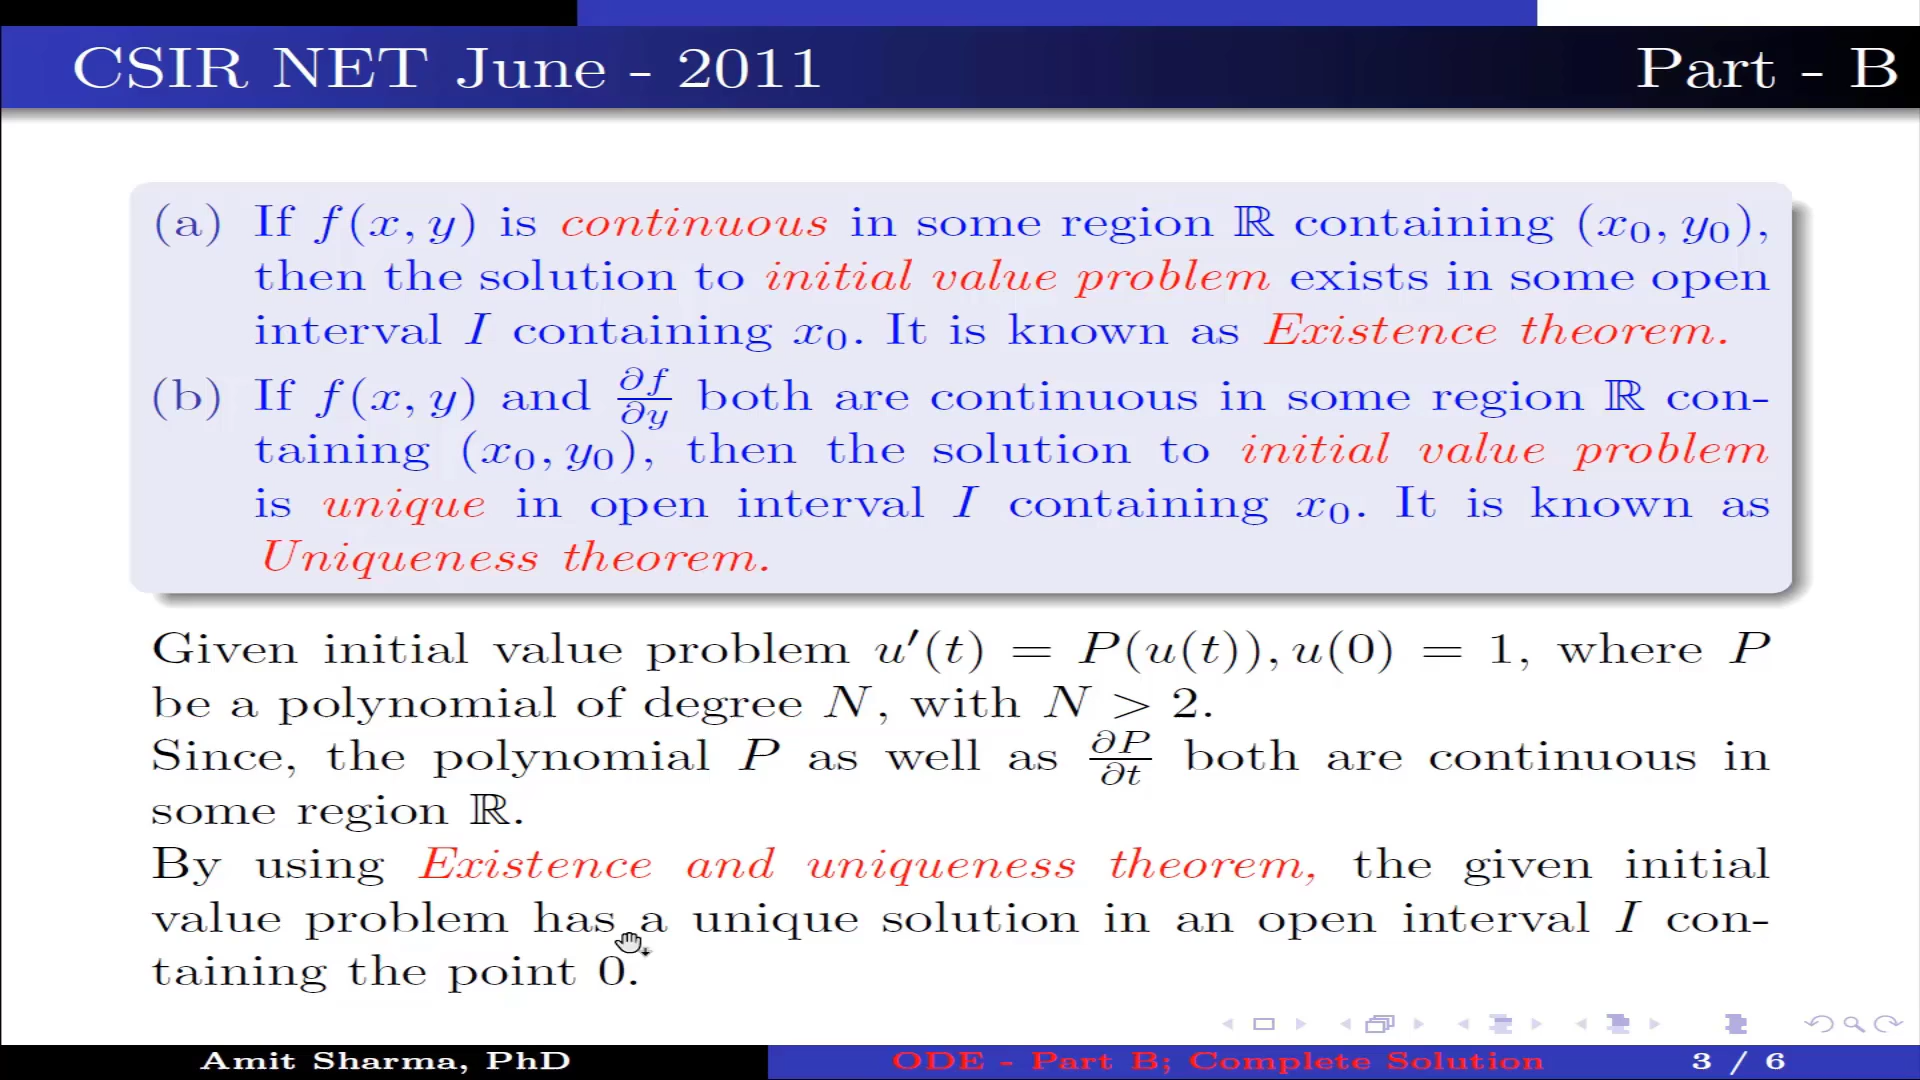 CSIR NET June - 2011 Part - B
(a) If f(x, y) is continuous in some region ℝ containing (x₀, y₀),
then the solution to initial value problem exists in some open
interval I containing x₀. It is known as Existence theorem.
(b) If f(x, y) and ∂f/∂y both are continuous in some region ℝ con-
taining (x₀, y₀), then the solution to initial value problem
is unique in open interval I containing x₀. It is known as
Uniqueness theorem.
Given initial value problem u′(t) = P(u(t)), u(0) = 1, where P
be a polynomial of degree N, with N > 2.
Since, the polynomial P as well as ∂P/∂t both are continuous in
some region ℝ.
By using Existence and uniqueness theorem, the given initial
value problem has a unique solution in an open interval I con-
taining the point 0.
Amit Sharma, PhD ODE - Part B; Complete Solution 3 / 6